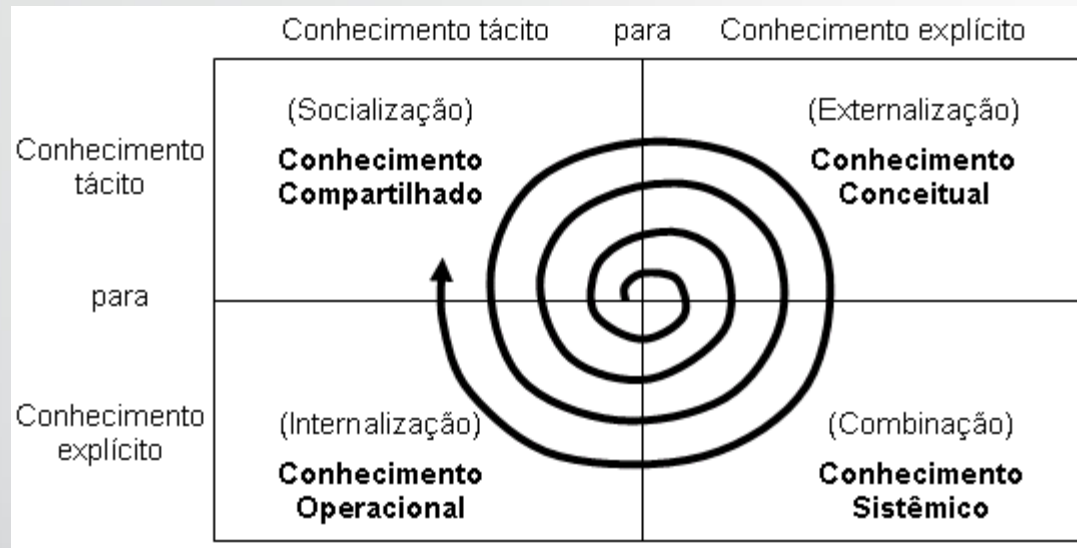 Conhecimento tácito para Conhecimento explícito
(Socialização)
(Externalização)
Conhecimento
tácito
Conhecimento
Compartilhado
Conhecimento
Conceitual
para
Conhecimento
explícito
(Internalização)
(Combinação)
Conhecimento
Operacional
Conhecimento
Sistêmico